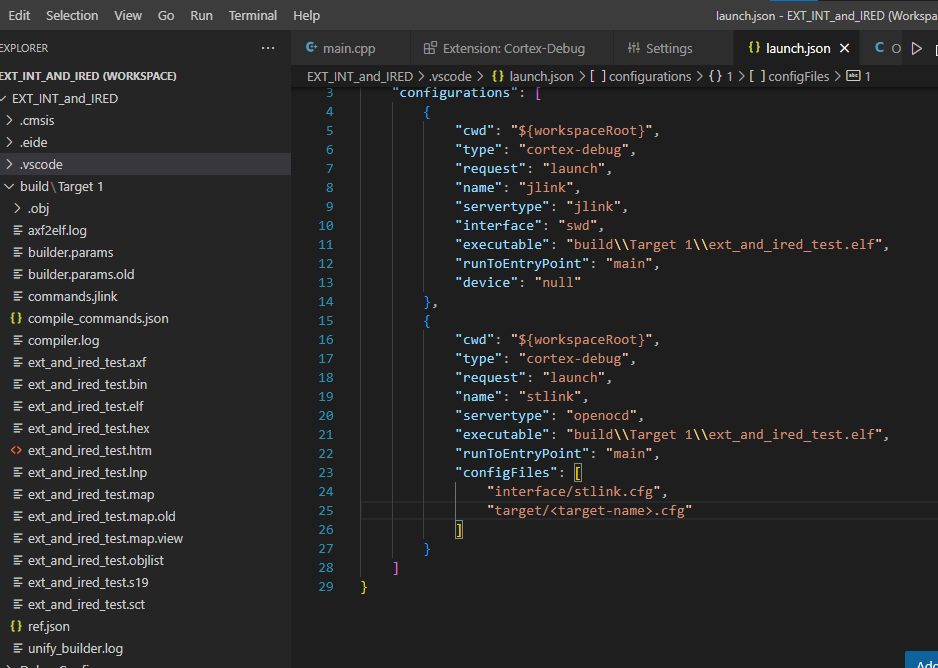 Edit Selection View Go Run Terminal Help
launch.json - EXT_INT_and_IRED (Workspa
EXPLORER
EXT_INT_AND_IRED (WORKSPACE)
EXT_INT_and_IRED
.cmsis
.eide
.vscode
build\Target 1
.obj
axf2elf.log
builder.params
builder.params.old
commands.jlink
compile_commands.json
compiler.log
ext_and_ired_test.axf
ext_and_ired_test.bin
ext_and_ired_test.elf
ext_and_ired_test.hex
ext_and_ired_test.htm
ext_and_ired_test.lnp
ext_and_ired_test.map
ext_and_ired_test.map.old
ext_and_ired_test.map.view
ext_and_ired_test.objlist
ext_and_ired_test.s19
ext_and_ired_test.sct
ref.json
unify_builder.log
main.cpp Extension: Cortex-Debug Settings {} launch.json C O
EXT_INT_and_IRED > .vscode > {} launch.json > [ ] configurations > {} 1 > [ ] configFiles > abc 1
3 "configurations": [
4 {
5 "cwd": "${workspaceRoot}",
6 "type": "cortex-debug",
7 "request": "launch",
8 "name": "jlink",
9 "servertype": "jlink",
10 "interface": "swd",
11 "executable": "build\\Target 1\\ext_and_ired_test.elf",
12 "runToEntryPoint": "main",
13 "device": "null"
14 },
15 {
16 "cwd": "${workspaceRoot}",
17 "type": "cortex-debug",
18 "request": "launch",
19 "name": "stlink",
20 "servertype": "openocd",
21 "executable": "build\\Target 1\\ext_and_ired_test.elf",
22 "runToEntryPoint": "main",
23 "configFiles": [
24 "interface/stlink.cfg",
25 "target/<target-name>.cfg"
26 ]
27 }
28 ]
29 }